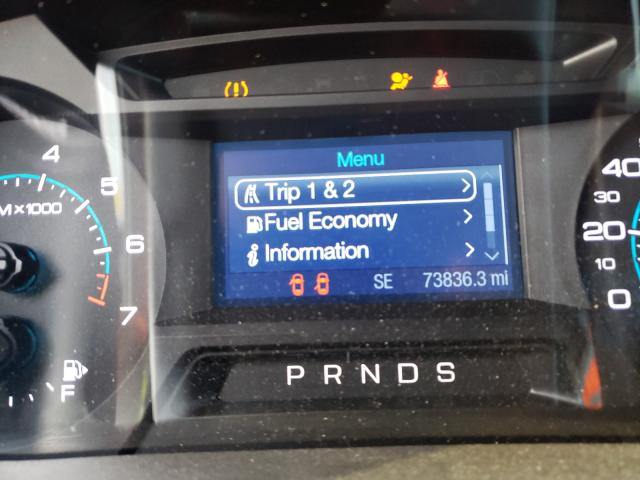 Menu
Trip 1 & 2
Fuel Economy
i Information
SE 73836.3 mi
P R N D S
4
5
6
7
x1000
F
40
30
20
10
0